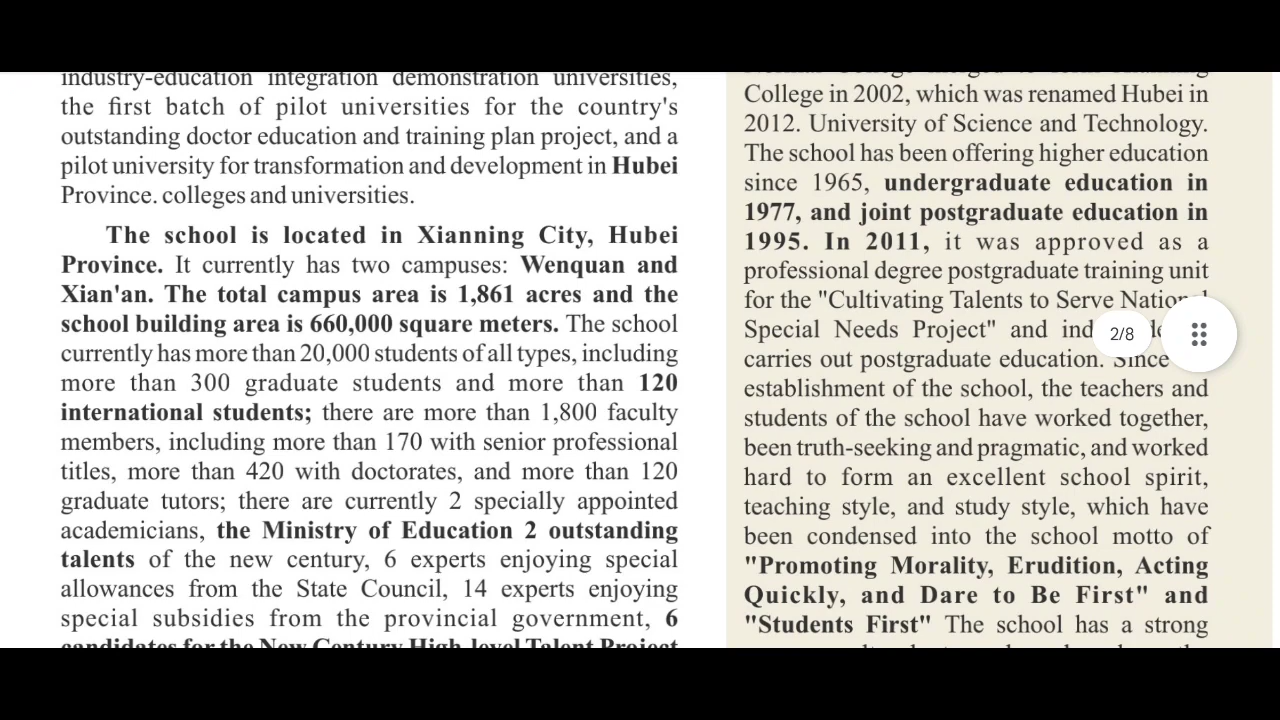 industry-education integration demonstration universities,
the first batch of pilot universities for the country's
outstanding doctor education and training plan project, and a
pilot university for transformation and development in Hubei
Province. colleges and universities.
The school is located in Xianning City, Hubei
Province. It currently has two campuses: Wenquan and
Xian'an. The total campus area is 1,861 acres and the
school building area is 660,000 square meters. The school
currently has more than 20,000 students of all types, including
more than 300 graduate students and more than 120
international students; there are more than 1,800 faculty
members, including more than 170 with senior professional
titles, more than 420 with doctorates, and more than 120
graduate tutors; there are currently 2 specially appointed
academicians, the Ministry of Education 2 outstanding
talents of the new century, 6 experts enjoying special
allowances from the State Council, 14 experts enjoying
special subsidies from the provincial government, 6
candidates for the New Century High-level Talent Project
College in 2002, which was renamed Hubei in
2012. University of Science and Technology.
The school has been offering higher education
since 1965, undergraduate education in
1977, and joint postgraduate education in
1995. In 2011, it was approved as a
professional degree postgraduate training unit
for the "Cultivating Talents to Serve National
Special Needs Project" and
2/8
carries out postgraduate education. Since
establishment of the school, the teachers and
students of the school have worked together,
been truth-seeking and pragmatic, and worked
hard to form an excellent school spirit,
teaching style, and study style, which have
been condensed into the school motto of
"Promoting Morality, Erudition, Acting
Quickly, and Dare to Be First" and
"Students First" The school has a strong